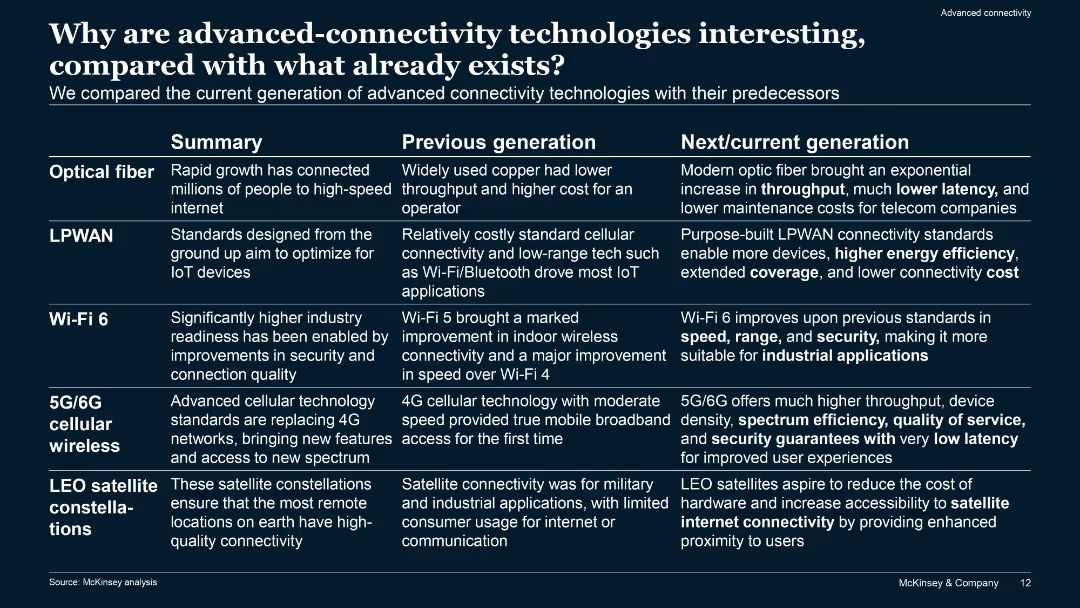 Advanced connectivity
Why are advanced-connectivity technologies interesting,
compared with what already exists?
We compared the current generation of advanced connectivity technologies with their predecessors
Summary
Previous generation
Next/current generation
Optical fiber
Rapid growth has connected
millions of people to high-speed
internet
Widely used copper had lower
throughput and higher cost for an
operator
Modern optic fiber brought an exponential
increase in throughput, much lower latency, and
lower maintenance costs for telecom companies
LPWAN
Standards designed from the
ground up aim to optimize for
IoT devices
Relatively costly standard cellular
connectivity and low-range tech such
as Wi-Fi/Bluetooth drove most IoT
applications
Purpose-built LPWAN connectivity standards
enable more devices, higher energy efficiency,
extended coverage, and lower connectivity cost
Wi-Fi 6
Significantly higher industry
readiness has been enabled by
improvements in security and
connection quality
Wi-Fi 5 brought a marked
improvement in indoor wireless
connectivity and a major improvement
in speed over Wi-Fi 4
Wi-Fi 6 improves upon previous standards in
speed, range, and security, making it more
suitable for industrial applications
5G/6G
cellular
wireless
Advanced cellular technology
standards are replacing 4G
networks, bringing new features
and access to new spectrum
4G cellular technology with moderate
speed provided true mobile broadband
access for the first time
5G/6G offers much higher throughput, device
density, spectrum efficiency, quality of service,
and security guarantees with very low latency
for improved user experiences
LEO satellite
constella-
tions
These satellite constellations
ensure that the most remote
locations on earth have high-
quality connectivity
Satellite connectivity was for military
and industrial applications, with limited
consumer usage for internet or
communication
LEO satellites aspire to reduce the cost of
hardware and increase accessibility to satellite
internet connectivity by providing enhanced
proximity to users
Source: McKinsey analysis
McKinsey & Company 12